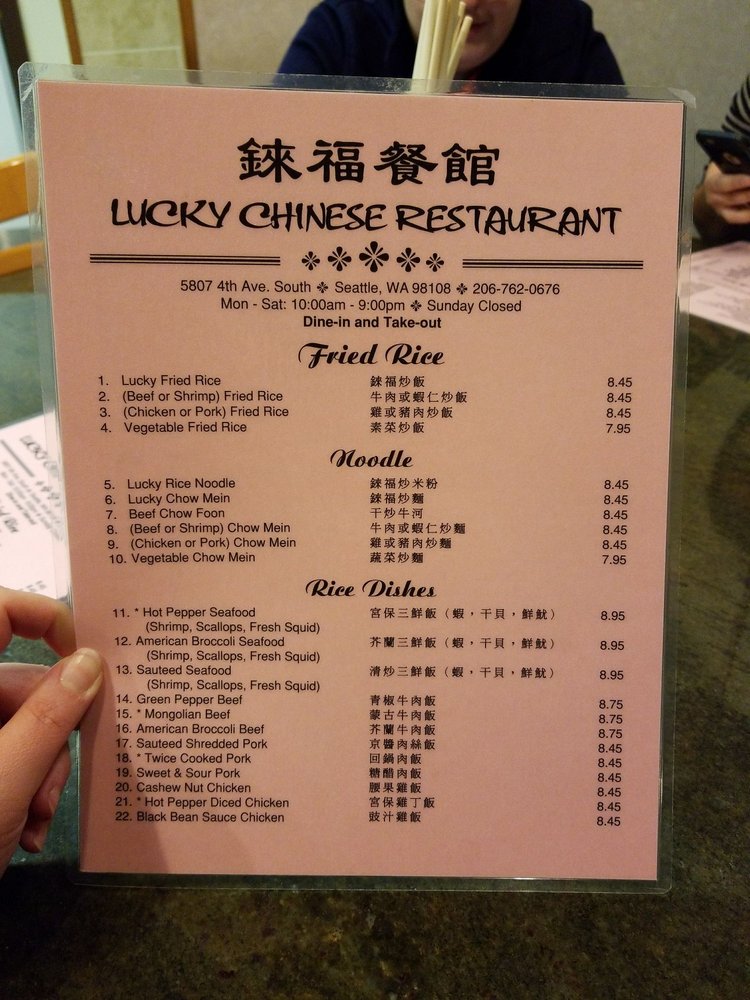 錸福餐館
LUCKY CHINESE RESTAURANT
5807 4th Ave. South ❉ Seattle, WA 98108 ❉ 206-762-0676
Mon - Sat: 10:00am - 9:00pm ❉ Sunday Closed
Dine-in and Take-out
Fried Rice
1. Lucky Fried Rice 錸福炒飯 8.45
2. (Beef or Shrimp) Fried Rice 牛肉或蝦仁炒飯 8.45
3. (Chicken or Pork) Fried Rice 雞或豬肉炒飯 8.45
4. Vegetable Fried Rice 素菜炒飯 7.95
Noodle
5. Lucky Rice Noodle 錸福炒米粉 8.45
6. Lucky Chow Mein 錸福炒麵 8.45
7. Beef Chow Foon 干炒牛河 8.45
8. (Beef or Shrimp) Chow Mein 牛肉或蝦仁炒麵 8.45
9. (Chicken or Pork) Chow Mein 雞或豬肉炒麵 8.45
10. Vegetable Chow Mein 蔬菜炒麵 7.95
Rice Dishes
11. * Hot Pepper Seafood 宮保三鮮飯（蝦，干貝，鮮魷） 8.95
(Shrimp, Scallops, Fresh Squid)
12. American Broccoli Seafood 芥蘭三鮮飯（蝦，干貝，鮮魷） 8.95
(Shrimp, Scallops, Fresh Squid)
13. Sauteed Seafood 清炒三鮮飯（蝦，干貝，鮮魷） 8.95
(Shrimp, Scallops, Fresh Squid)
14. Green Pepper Beef 青椒牛肉飯 8.75
15. * Mongolian Beef 蒙古牛肉飯 8.75
16. American Broccoli Beef 芥蘭牛肉飯 8.75
17. Sauteed Shredded Pork 京醬肉絲飯 8.45
18. * Twice Cooked Pork 回鍋肉飯 8.45
19. Sweet & Sour Pork 糖醋肉飯 8.45
20. Cashew Nut Chicken 腰果雞飯 8.45
21. * Hot Pepper Diced Chicken 宮保雞丁飯 8.45
22. Black Bean Sauce Chicken 豉汁雞飯 8.45
LUCKY